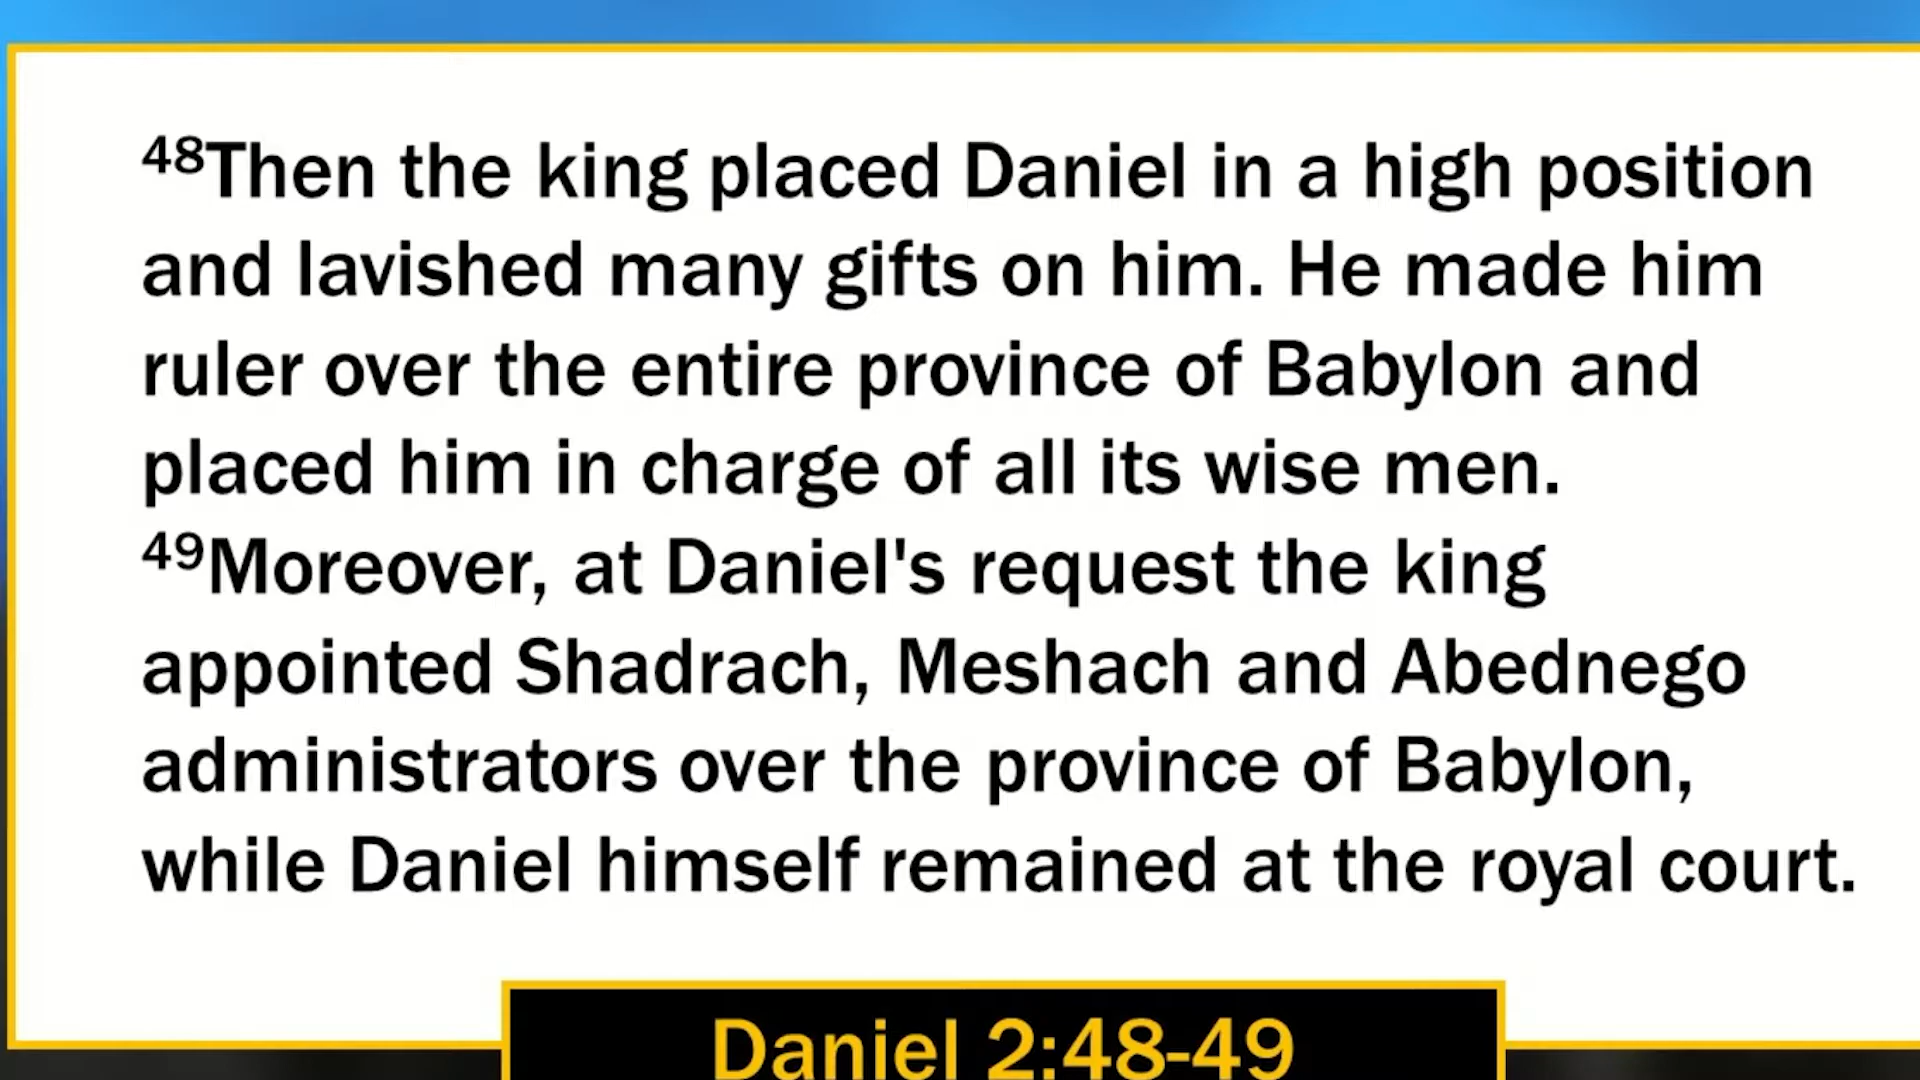 48Then the king placed Daniel in a high position
and lavished many gifts on him. He made him
ruler over the entire province of Babylon and
placed him in charge of all its wise men.
49Moreover, at Daniel's request the king
appointed Shadrach, Meshach and Abednego
administrators over the province of Babylon,
while Daniel himself remained at the royal court.
Daniel 2:48-49